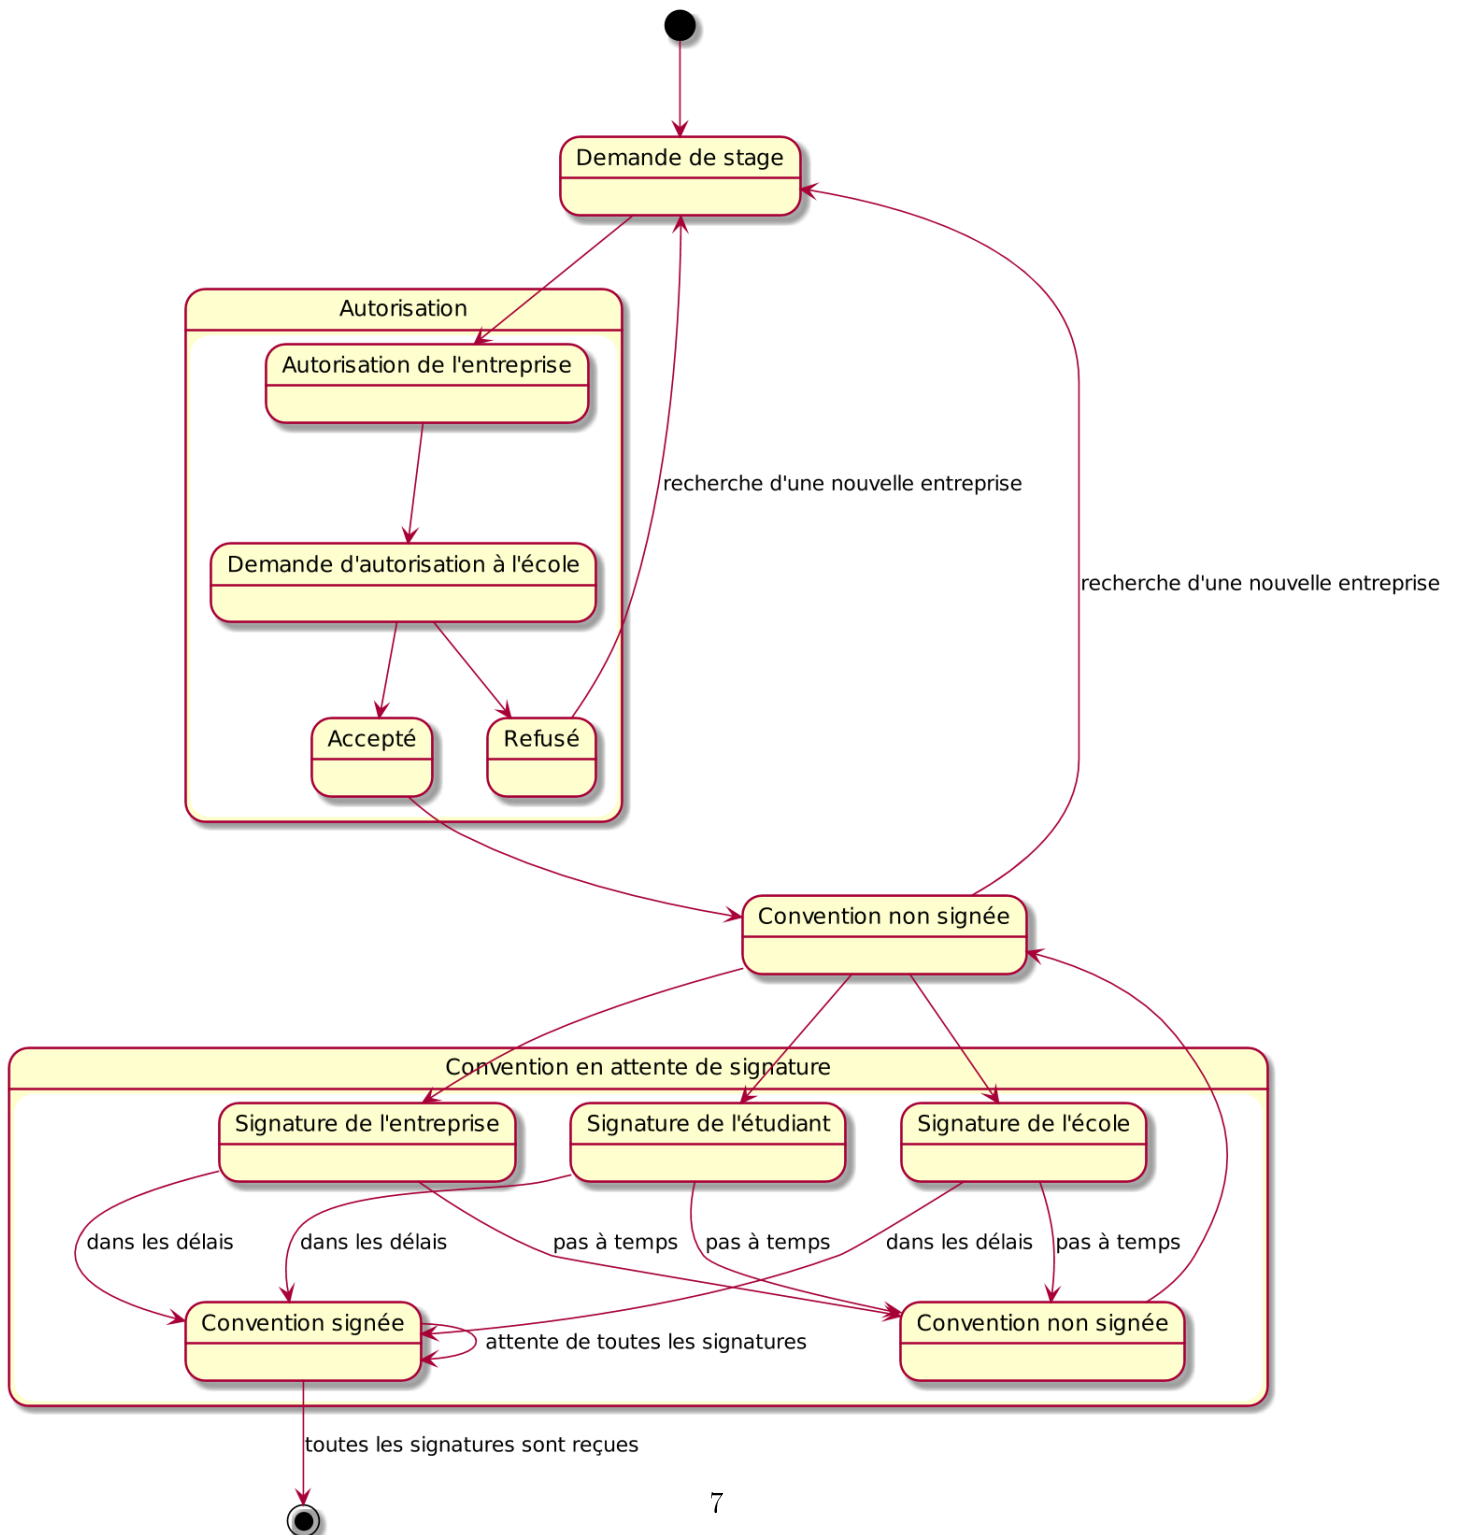 Demande de stage
Autorisation
Autorisation de l'entreprise
recherche d'une nouvelle entreprise
Demande d'autorisation à l'école
recherche d'une nouvelle entreprise
Accepté
Refusé
Convention non signée
Convention en attente de signature
Signature de l'entreprise
Signature de l'étudiant
Signature de l'école
dans les délais
dans les délais
pas à temps
pas à temps
dans les délais
pas à temps
Convention signée
Convention non signée
attente de toutes les signatures
toutes les signatures sont reçues
7